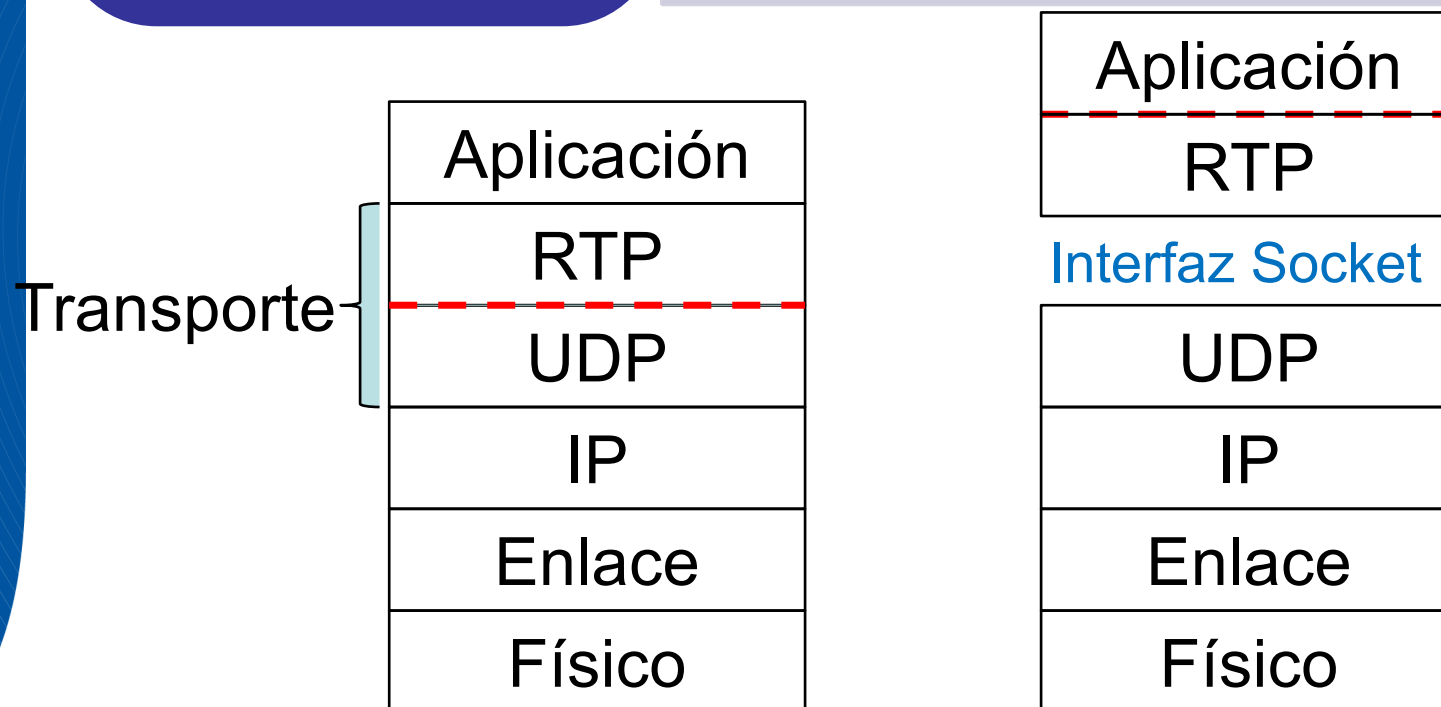 Aplicación
RTP
Transporte
UDP
IP
Enlace
Físico
Aplicación
RTP
Interfaz Socket
UDP
IP
Enlace
Físico